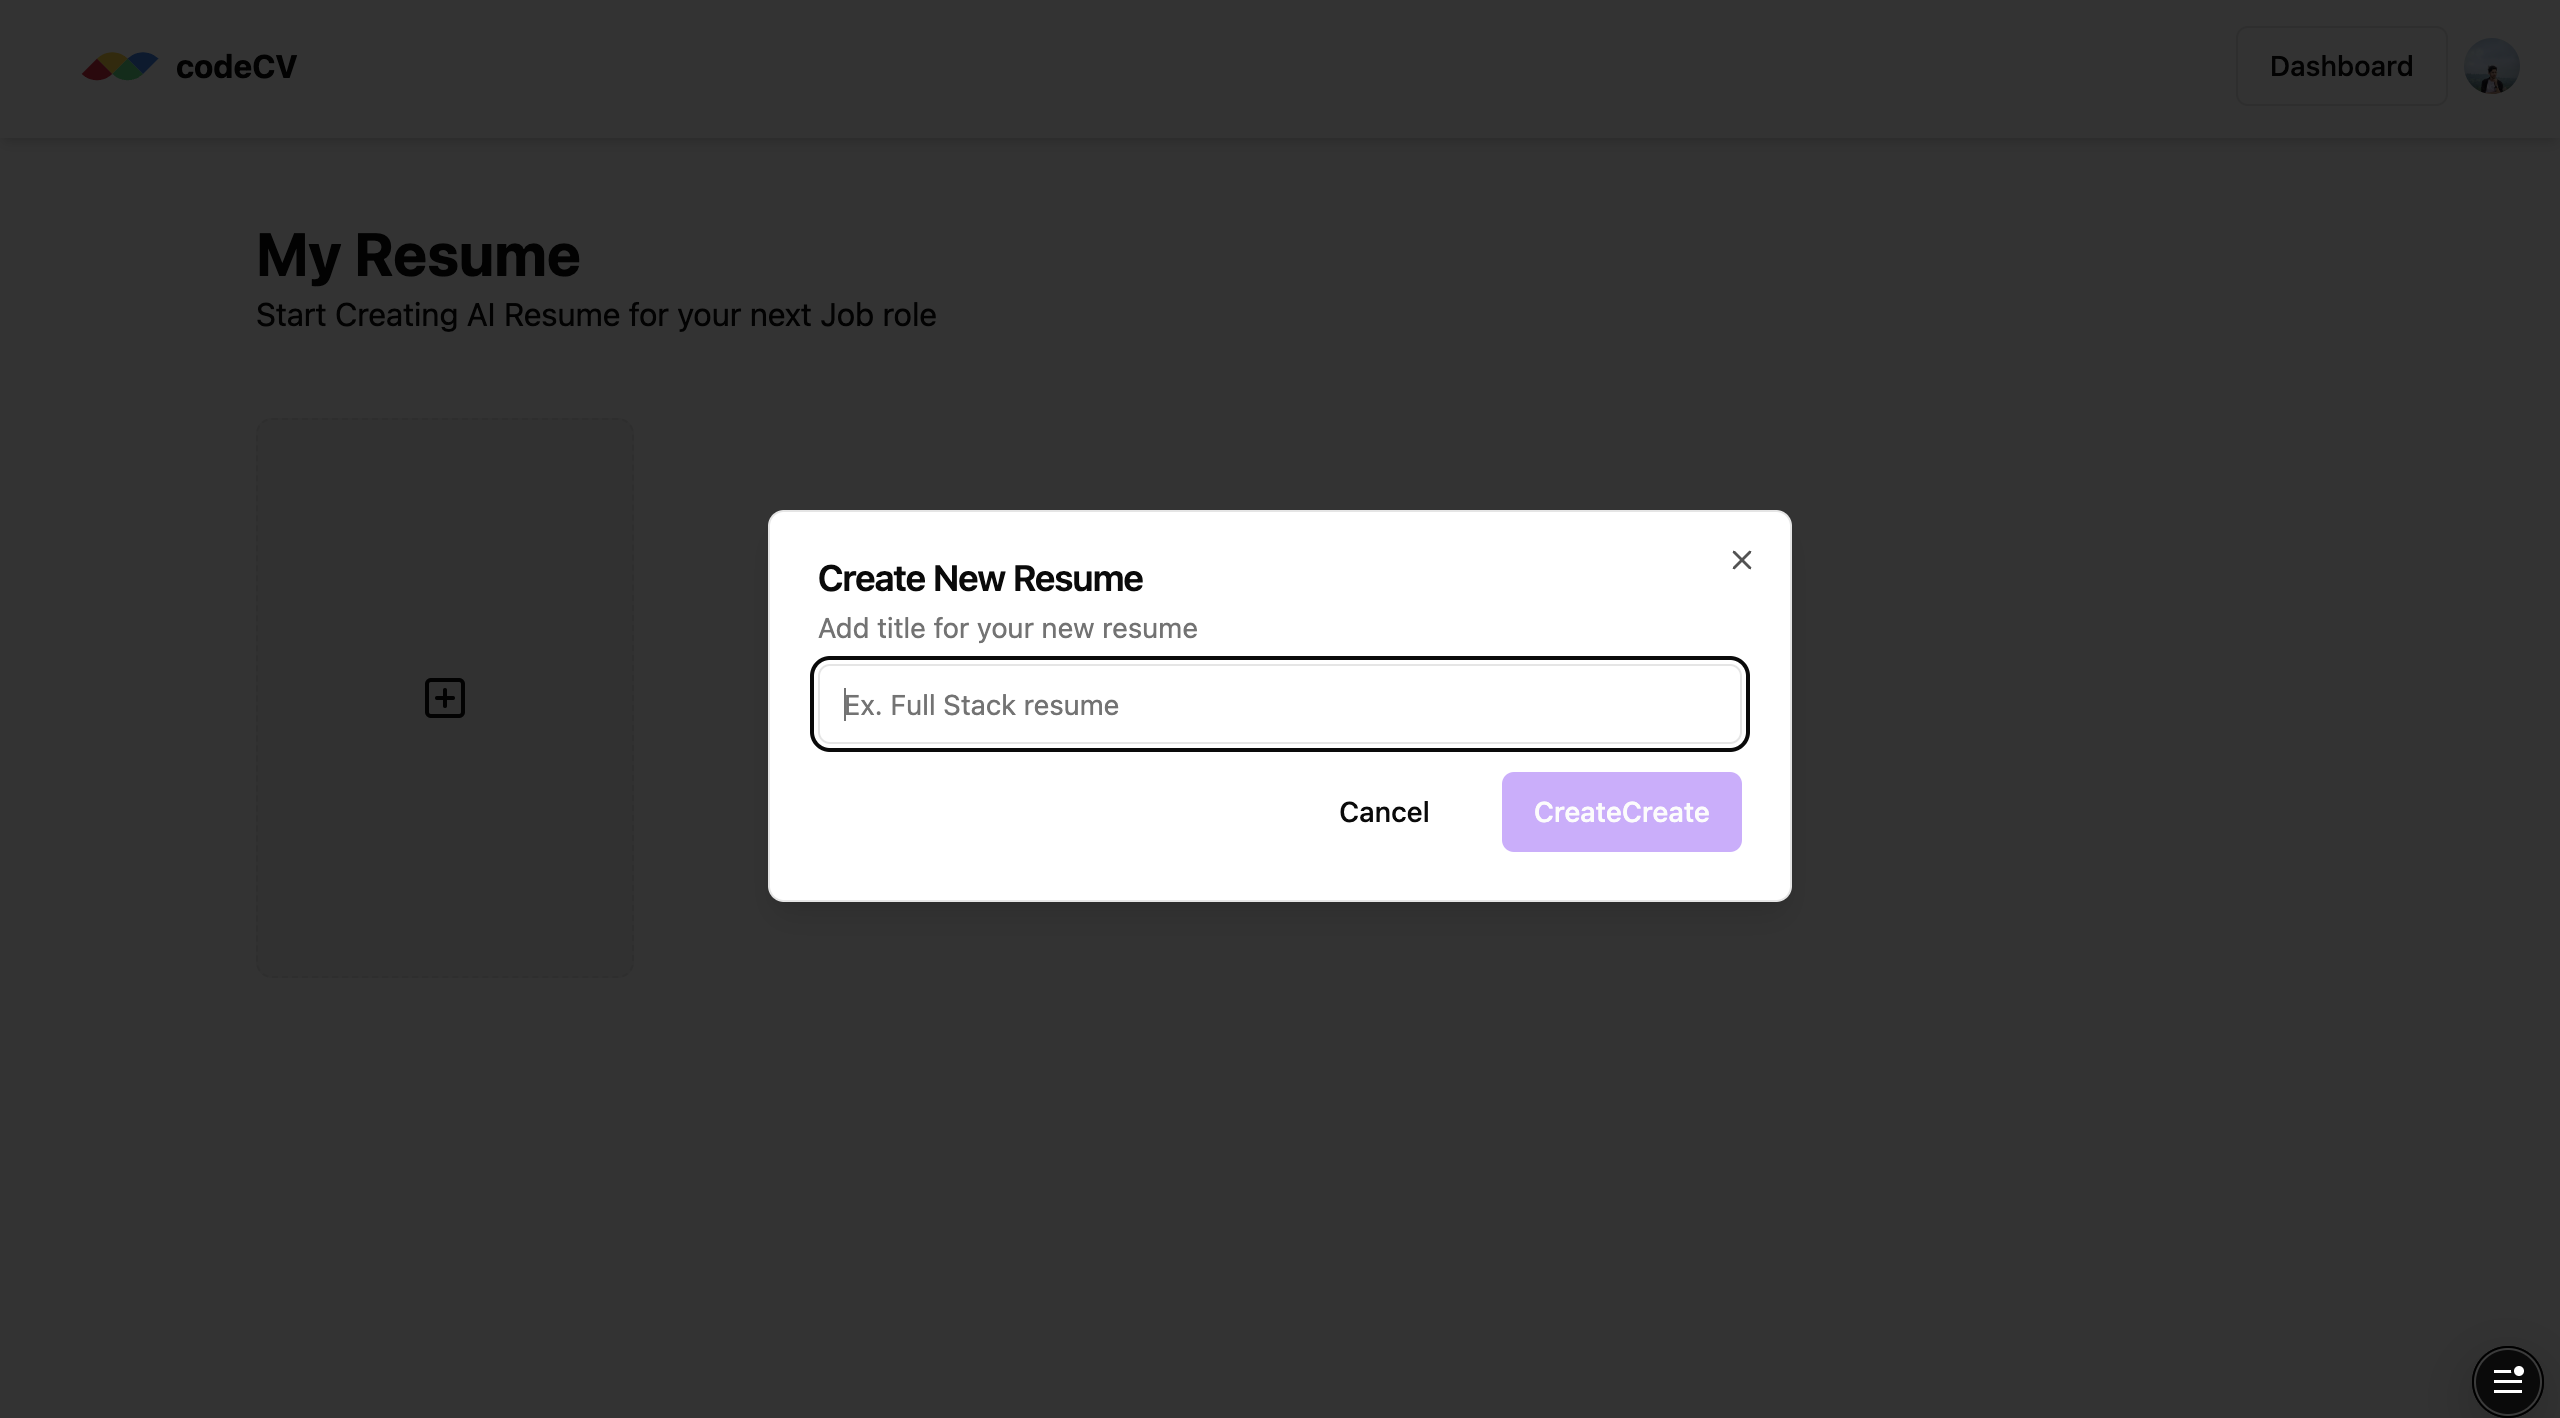 codeCV
Dashboard
My Resume
Start Creating AI Resume for your next Job role
Create New Resume
Add title for your new resume
Ex. Full Stack resume
Cancel
CreateCreate